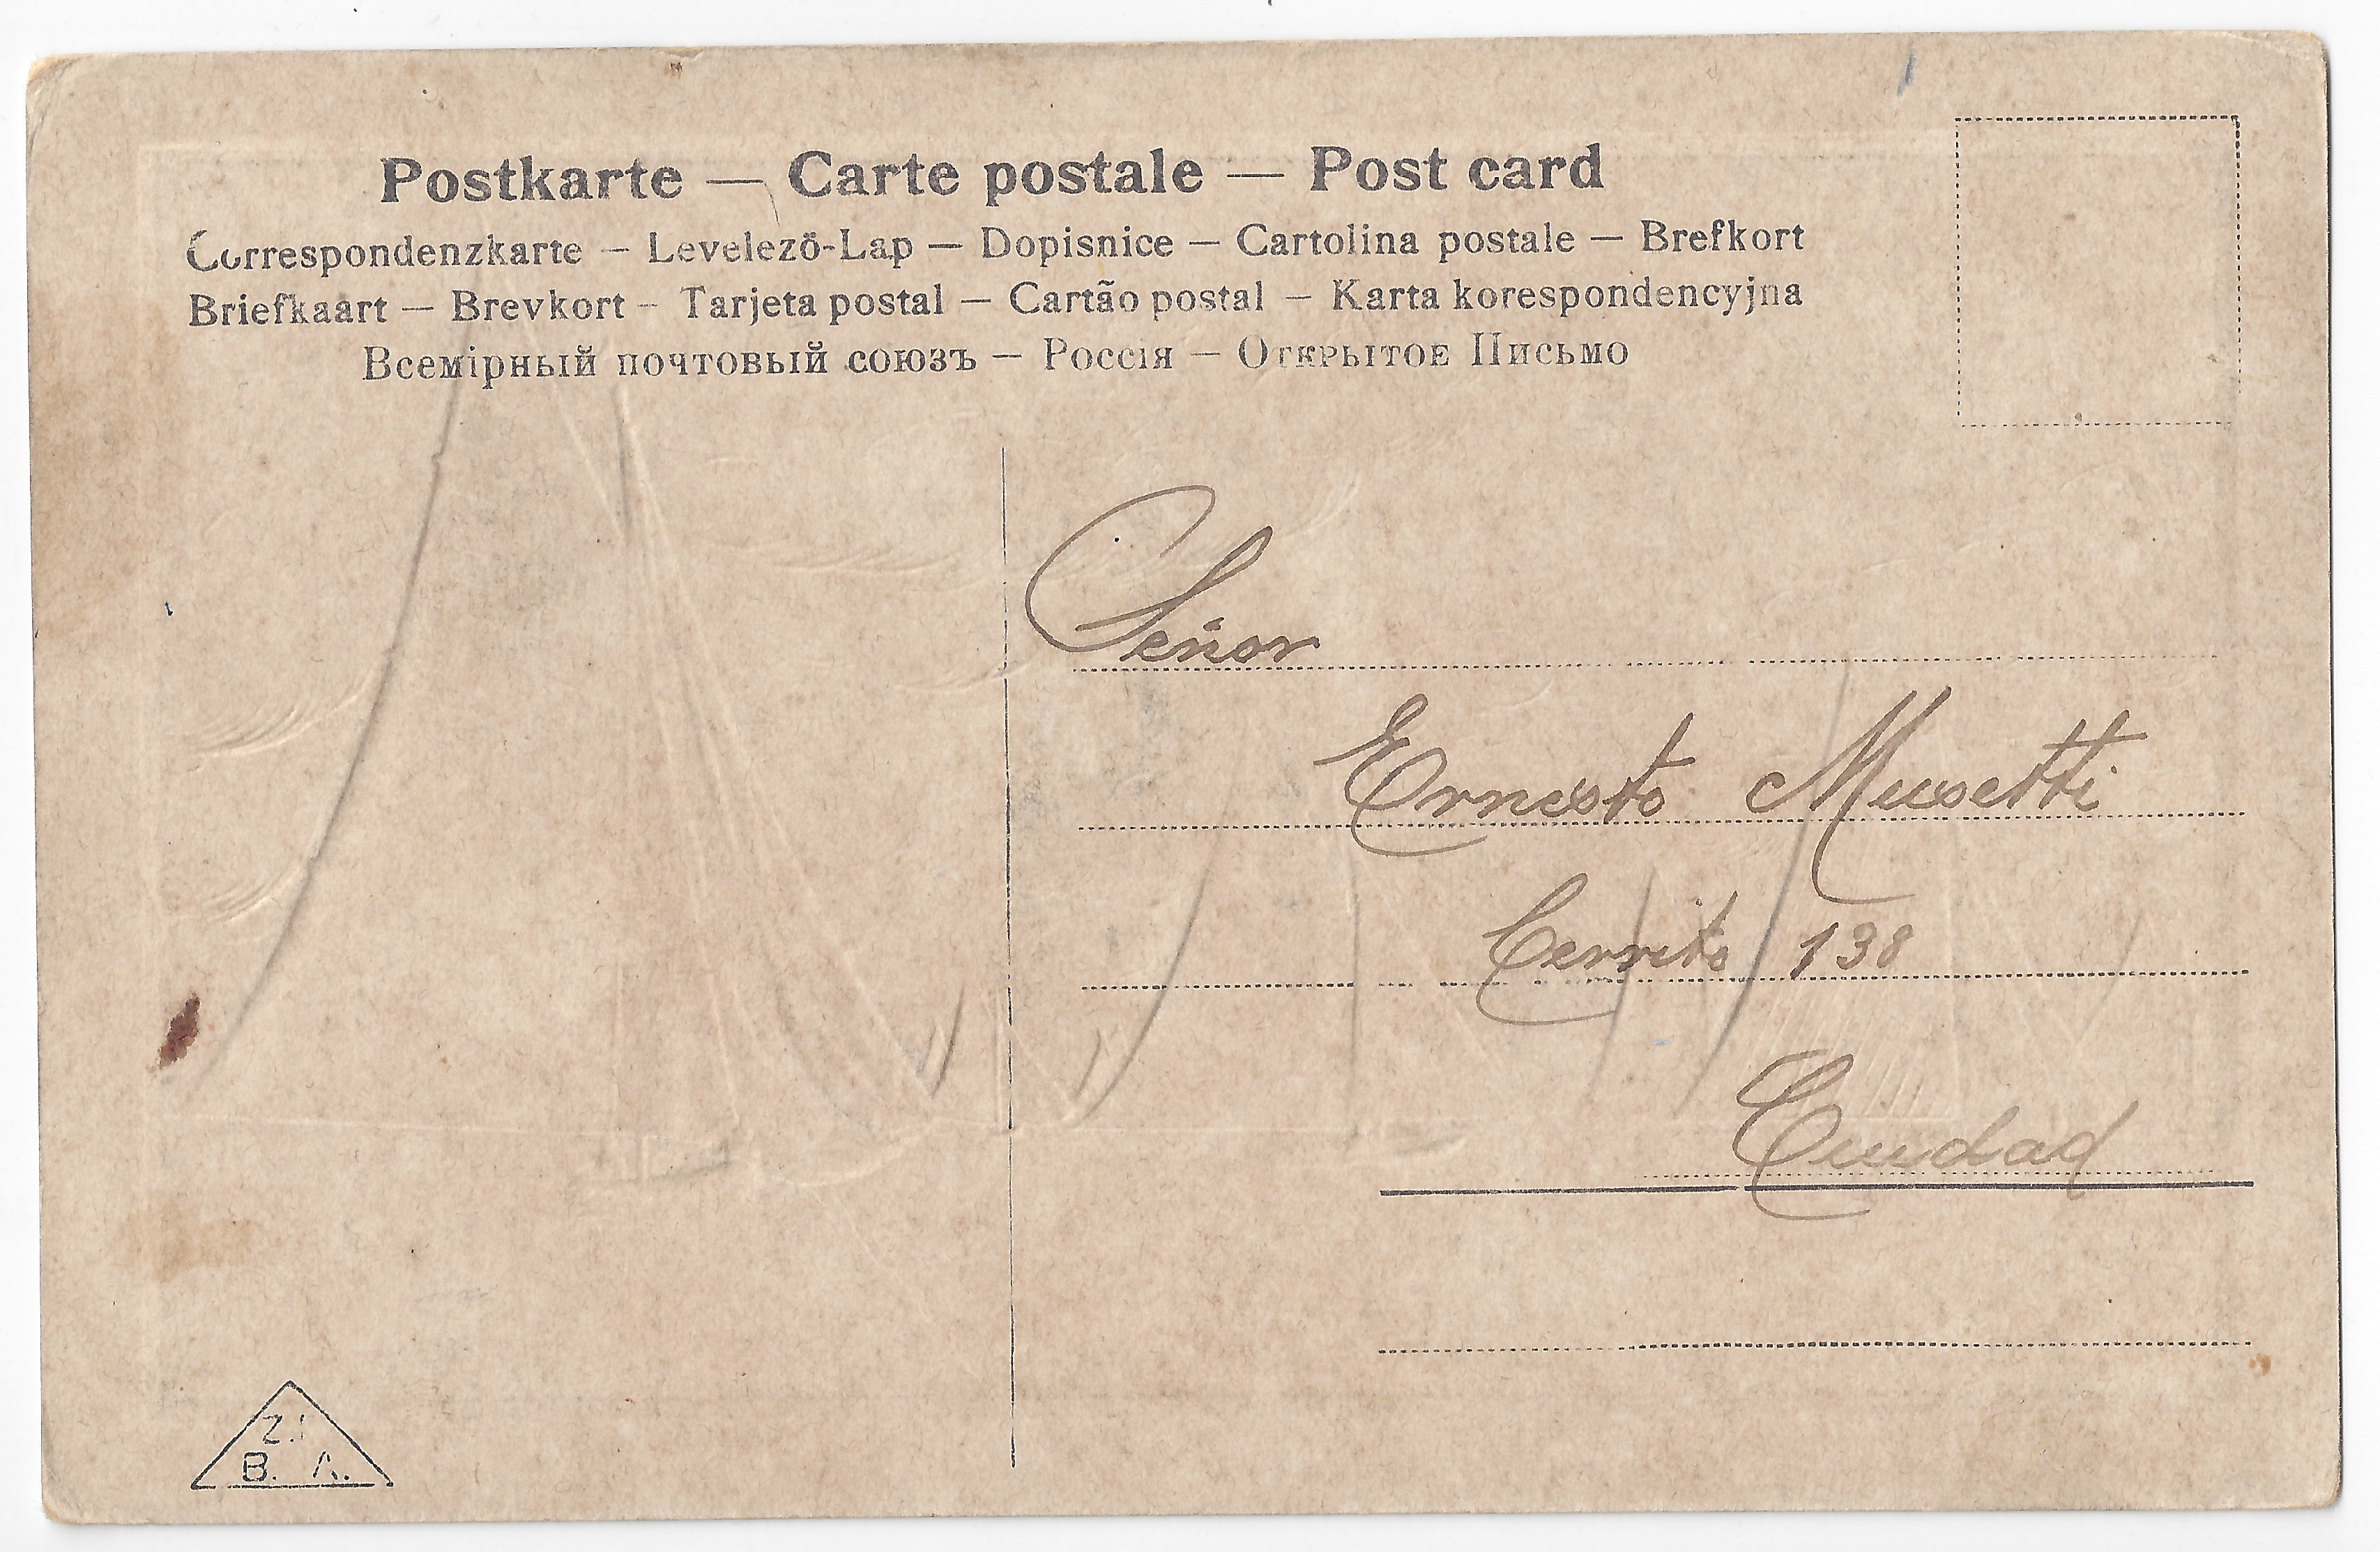 Postkarte — Carte postale — Post card
Correspondenzkarte — Levelező-Lap — Dopisnice — Cartolina postale — Brefkort
Briefkaart — Brevkort - Tarjeta postal — Cartão postal — Karta korespondencyjna
Всемірный почтовый союзъ — Россія — Открытое Письмо
Señor
Ernesto Musetti
Cerrito 138
Ciudad
B. A.